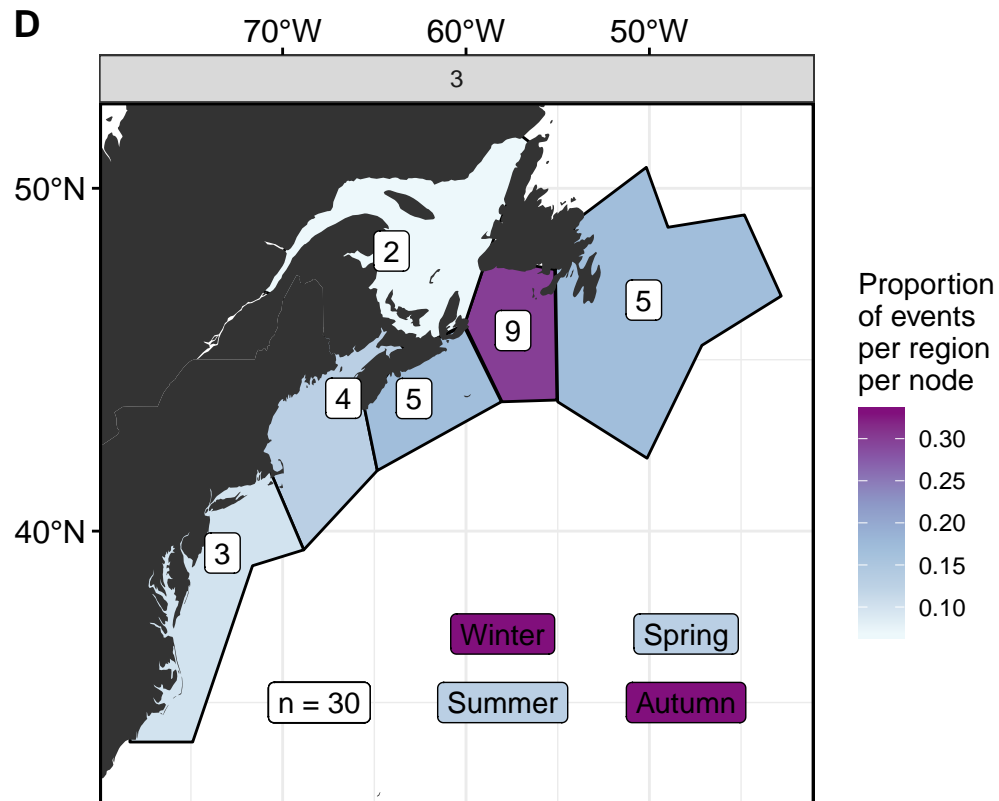 D
70°W 60°W 50°W
3
50°N
40°N
2
9
5
4
5
3
Winter Spring
n = 30 Summer Autumn
Proportion
of events
per region
per node
0.30
0.25
0.20
0.15
0.10